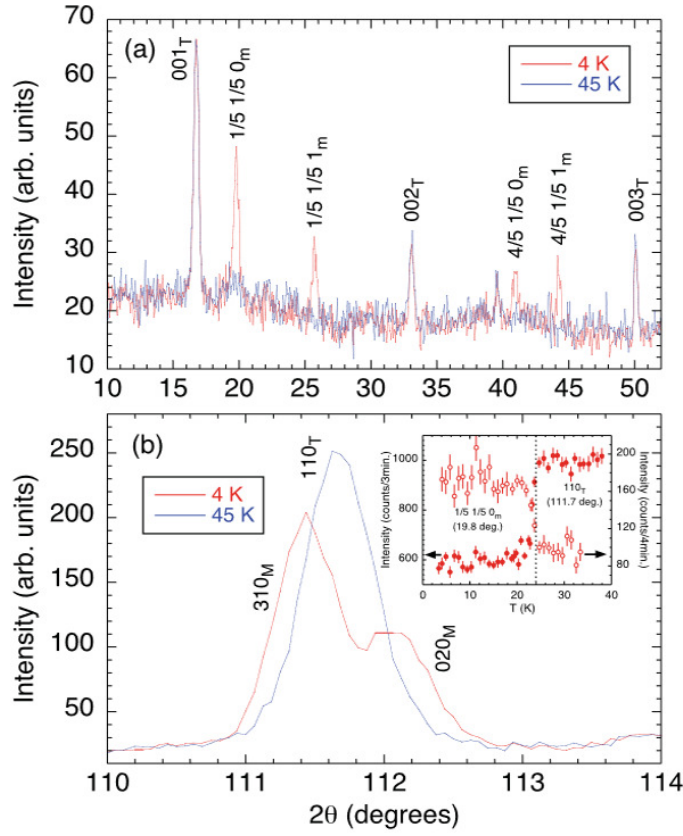 (a)
70
60
50
40
30
20
10
Intensity (arb. units)
001T
1/5 1/5 0m
1/5 1/5 1m
002T
4/5 1/5 0m
4/5 1/5 1m
003T
4 K
45 K
10 15 20 25 30 35 40 45 50
(b)
250
200
150
100
50
Intensity (arb. units)
4 K
45 K
310M
110T
020M
1000
800
600
Intensity (counts/3min.)
1/5 1/5 0m
(19.8 deg.)
110T
(111.7 deg.)
200
160
120
80
Intensity (counts/4min.)
0 10 20 30 40
T (K)
110 111 112 113 114
2θ (degrees)